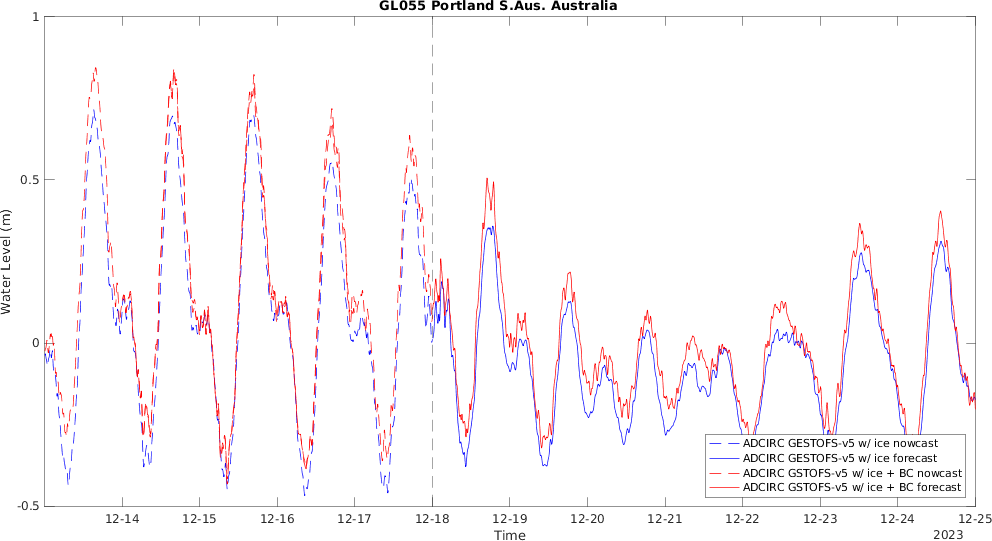 GL055 Portland S.Aus. Australia
Water Level (m)
1
0.5
0
-0.5
12-14 12-15 12-16 12-17 12-18 12-19 12-20 12-21 12-22 12-23 12-24 12-25
Time
2023
ADCIRC GESTOFS-v5 w/ ice nowcast
ADCIRC GESTOFS-v5 w/ ice forecast
ADCIRC GSTOFS-v5 w/ ice + BC nowcast
ADCIRC GSTOFS-v5 w/ ice + BC forecast